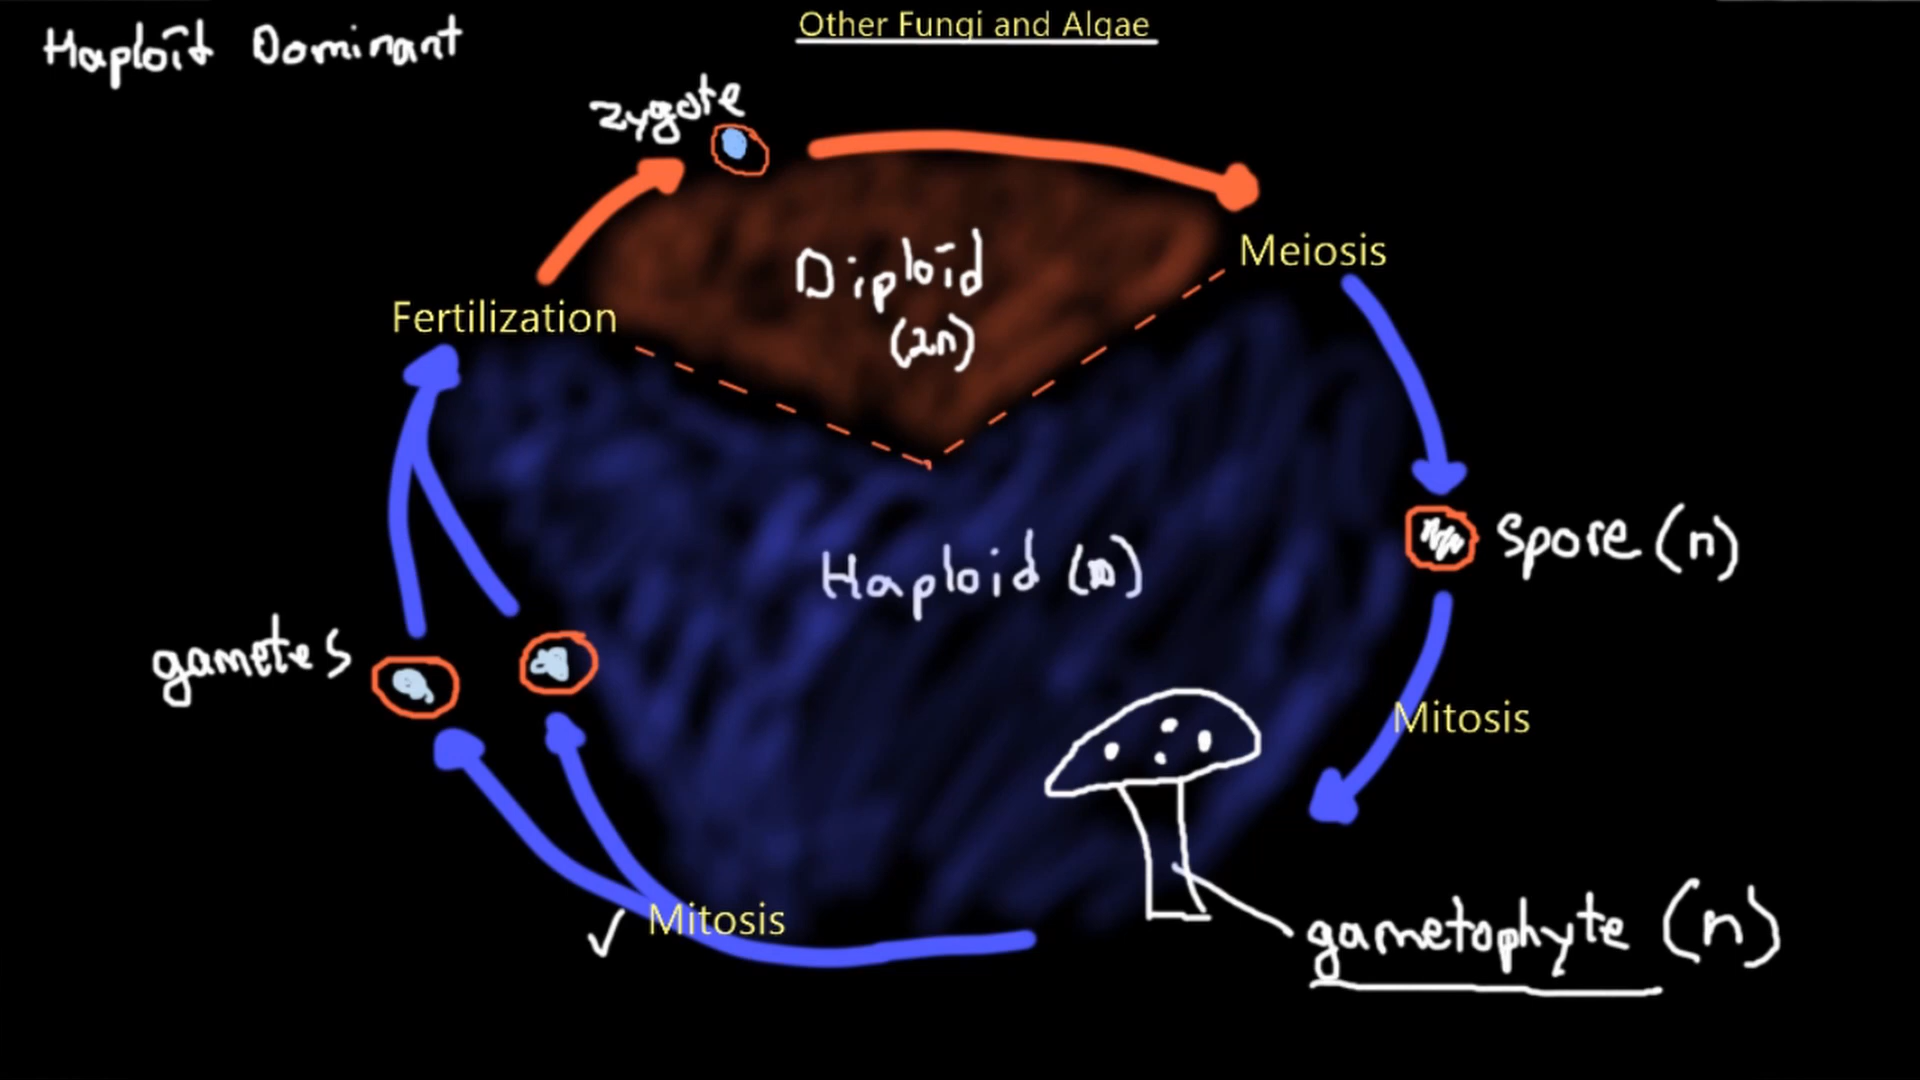 Haploid Dominant
Other Fungi and Algae
zygote
Diploid
(2n)
Meiosis
Fertilization
Haploid (n)
Spore (n)
gametes
Mitosis
Mitosis
gametophyte (n)